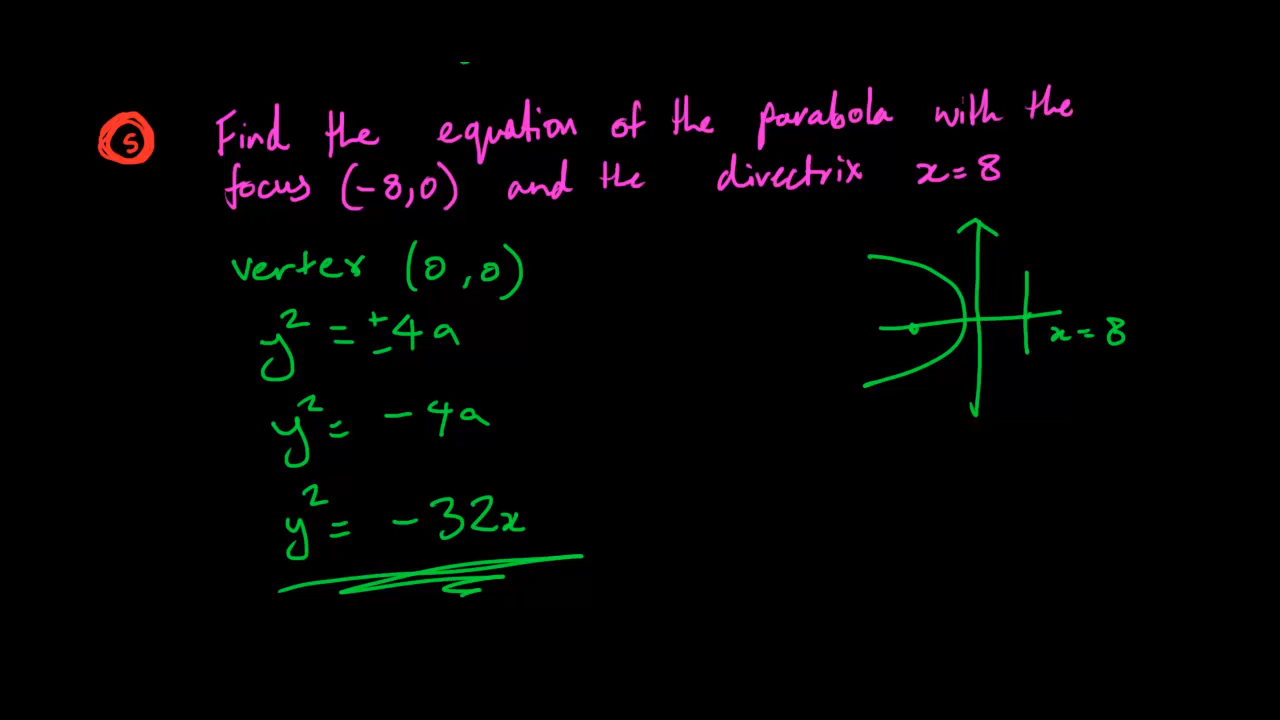 5
Find the equation of the parabola with the
focus (-8,0) and the directrix x=8
vertex (0,0)
y² = ±4a
x = 8
y² = -4a
y² = -32x